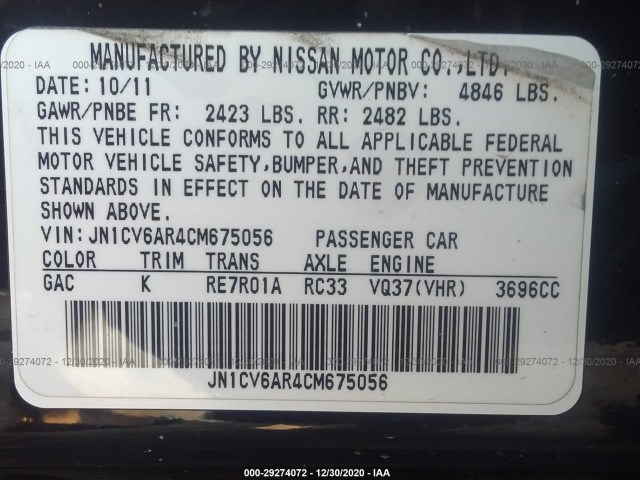 MANUFACTURED BY NISSAN MOTOR CO.,LTD.
DATE: 10/11 GVWR/PNBV: 4846 LBS.
GAWR/PNBE FR: 2423 LBS. RR: 2482 LBS.
THIS VEHICLE CONFORMS TO ALL APPLICABLE FEDERAL
MOTOR VEHICLE SAFETY,BUMPER,AND THEFT PREVENTION
STANDARDS IN EFFECT ON THE DATE OF MANUFACTURE
SHOWN ABOVE.
VIN:JN1CV6AR4CM675056 PASSENGER CAR
COLOR TRIM TRANS AXLE ENGINE
GAC K RE7R01A RC33 VQ37(VHR) 3696CC
JN1CV6AR4CM675056
000-29274072 - 12/30/2020 - IAA